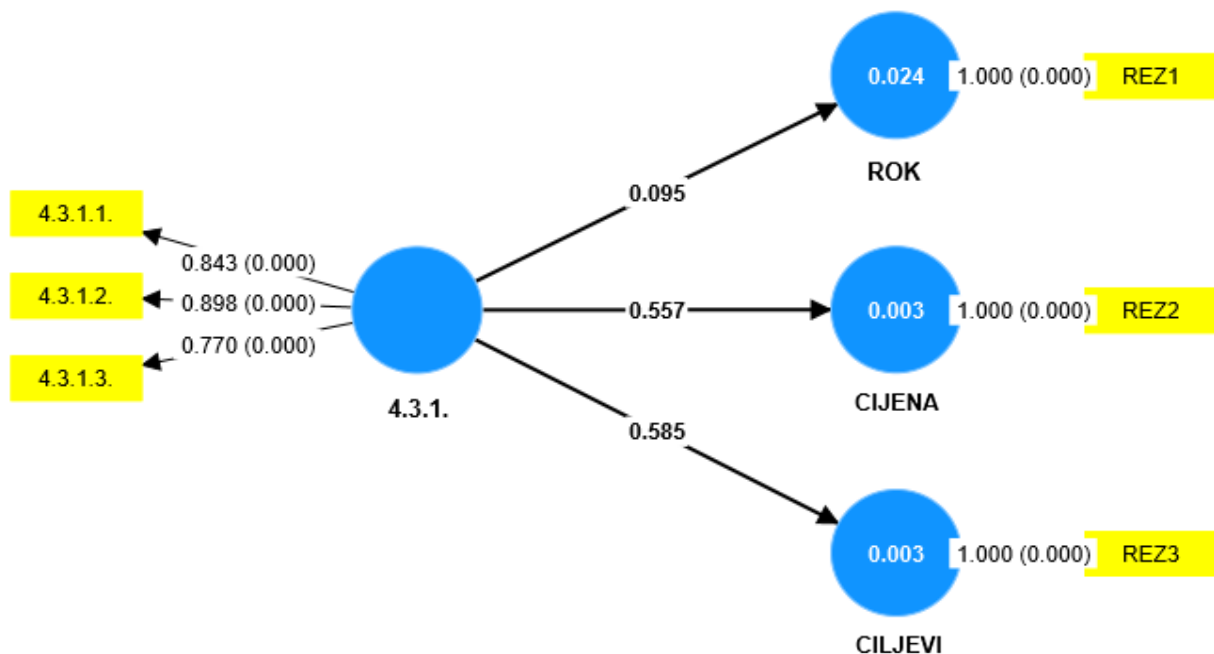 0.024
1.000 (0.000)
REZ1
ROK
0.095
4.3.1.1.
0.843 (0.000)
4.3.1.2.
0.898 (0.000)
0.557
0.003
1.000 (0.000)
REZ2
0.770 (0.000)
4.3.1.3.
4.3.1.
CIJENA
0.585
0.003
1.000 (0.000)
REZ3
CILJEVI